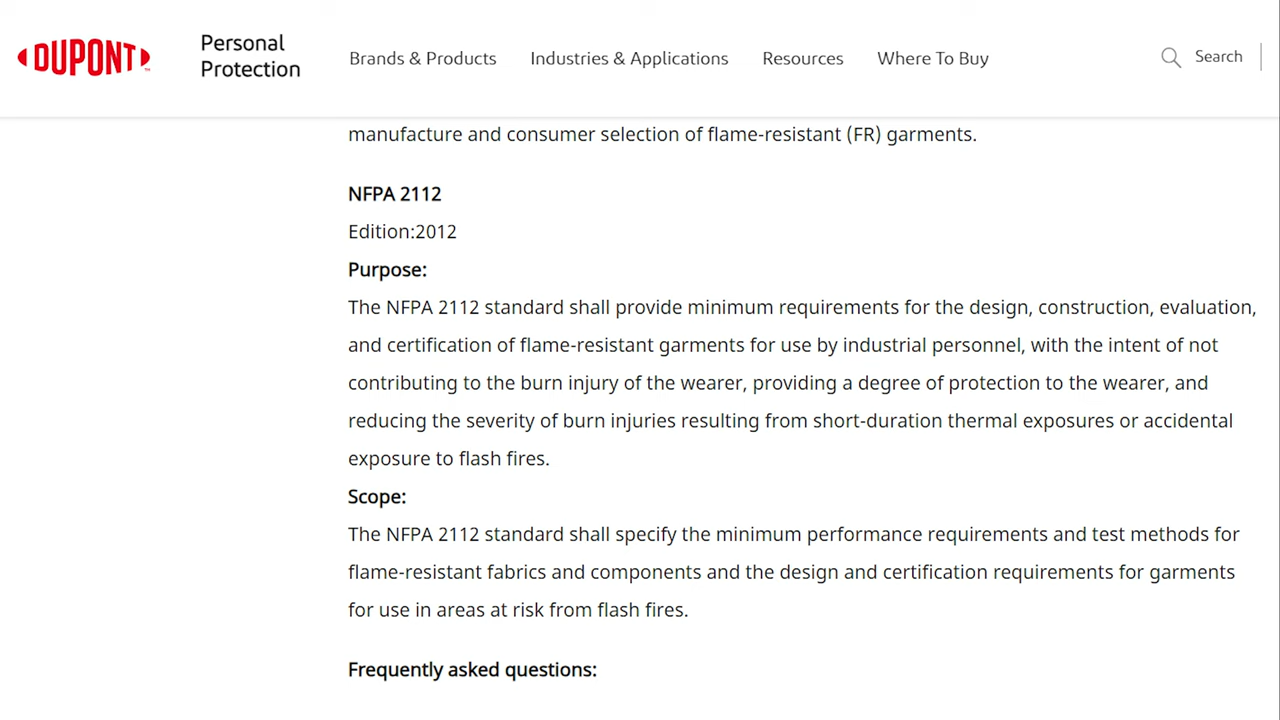 DUPONT™
Personal
Protection
Brands & Products
Industries & Applications
Resources
Where To Buy
Search
manufacture and consumer selection of flame-resistant (FR) garments.
NFPA 2112
Edition:2012
Purpose:
The NFPA 2112 standard shall provide minimum requirements for the design, construction, evaluation,
and certification of flame-resistant garments for use by industrial personnel, with the intent of not
contributing to the burn injury of the wearer, providing a degree of protection to the wearer, and
reducing the severity of burn injuries resulting from short-duration thermal exposures or accidental
exposure to flash fires.
Scope:
The NFPA 2112 standard shall specify the minimum performance requirements and test methods for
flame-resistant fabrics and components and the design and certification requirements for garments
for use in areas at risk from flash fires.
Frequently asked questions: